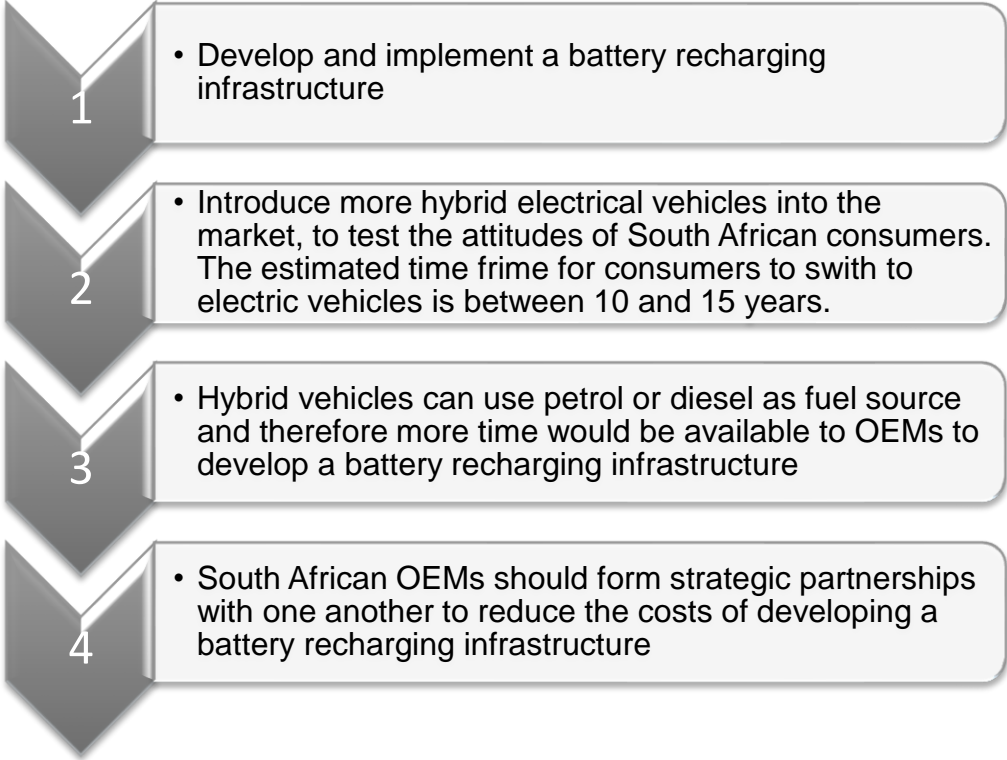 1
• Develop and implement a battery recharging
infrastructure
2
• Introduce more hybrid electrical vehicles into the
market, to test the attitudes of South African consumers.
The estimated time frime for consumers to swith to
electric vehicles is between 10 and 15 years.
3
• Hybrid vehicles can use petrol or diesel as fuel source
and therefore more time would be available to OEMs to
develop a battery recharging infrastructure
4
• South African OEMs should form strategic partnerships
with one another to reduce the costs of developing a
battery recharging infrastructure